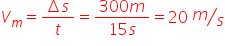 V_m = Δs / t = 300m / 15s = 20 m/s